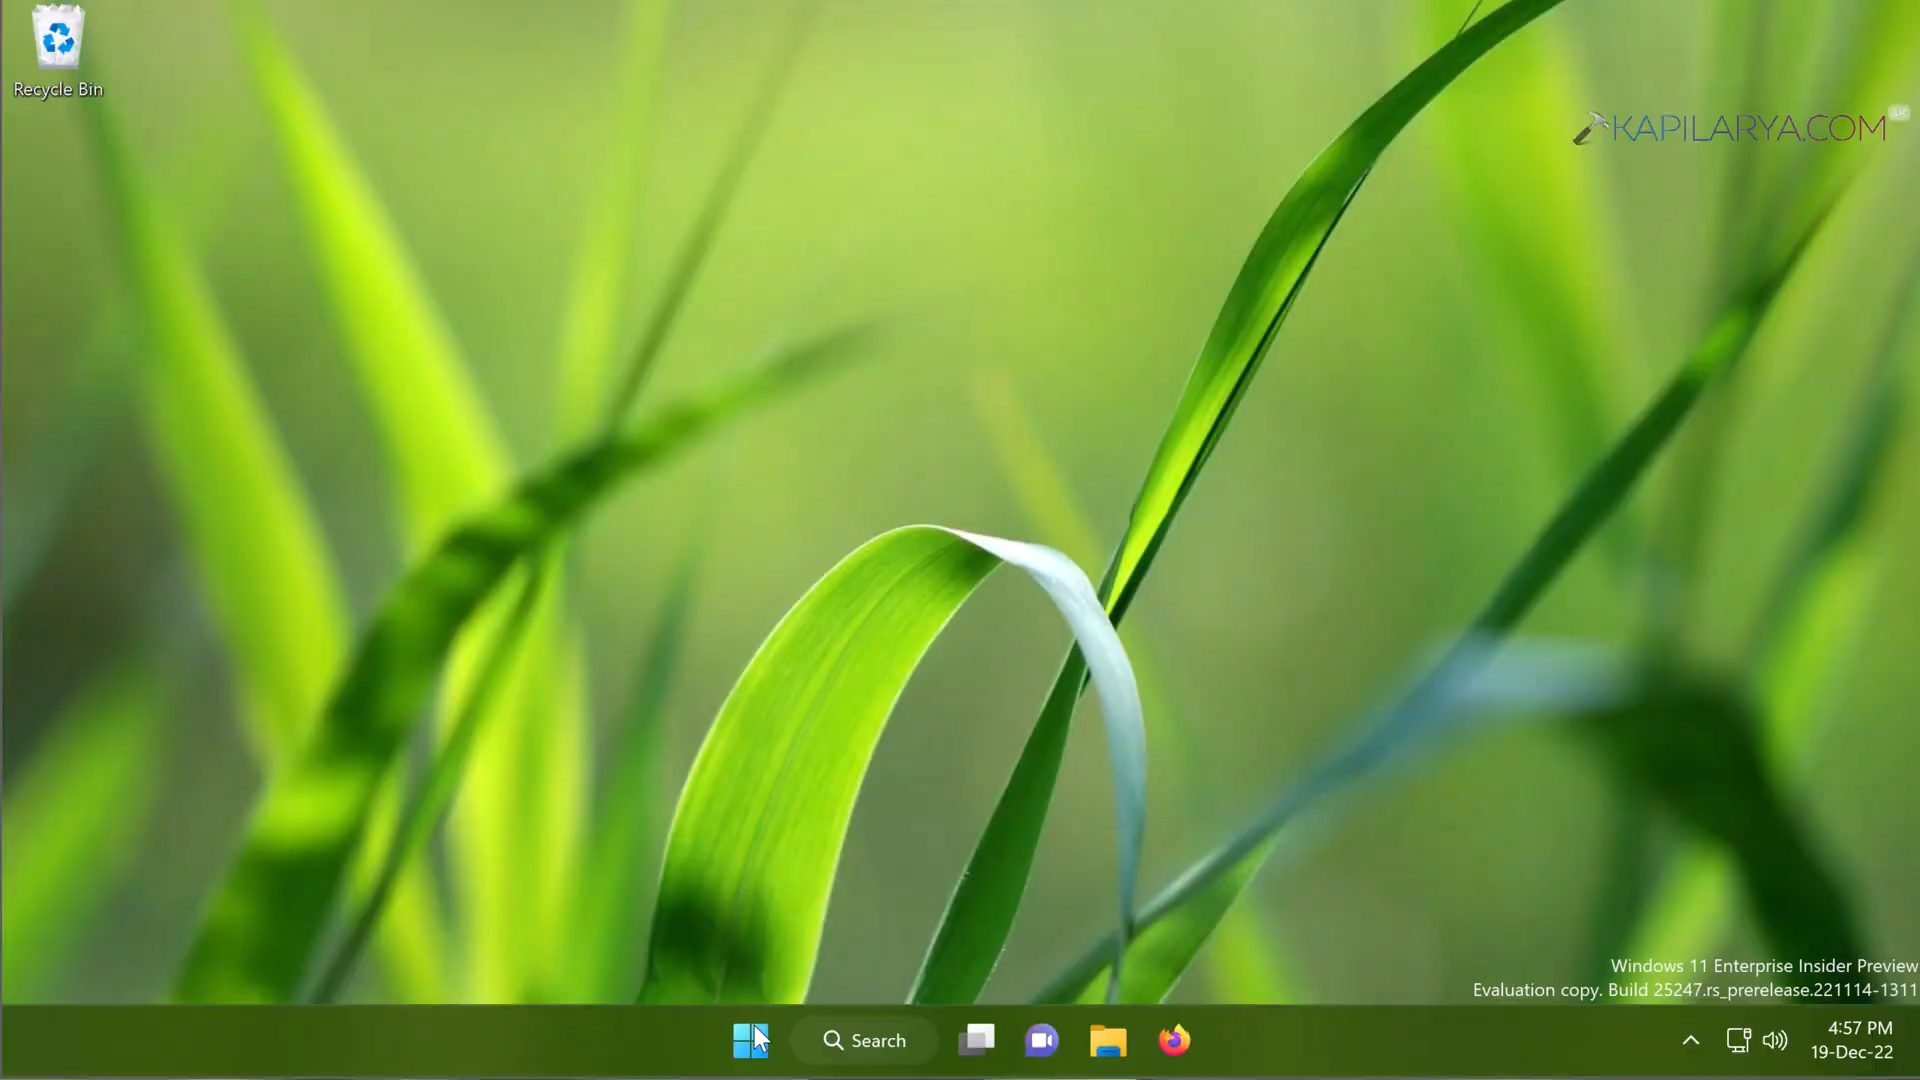 Recycle Bin
KAPILARYA.COM
Windows 11 Enterprise Insider Preview
Evaluation copy. Build 25247.rs_prerelease.221114-1311
Search
4:57 PM
19-Dec-22